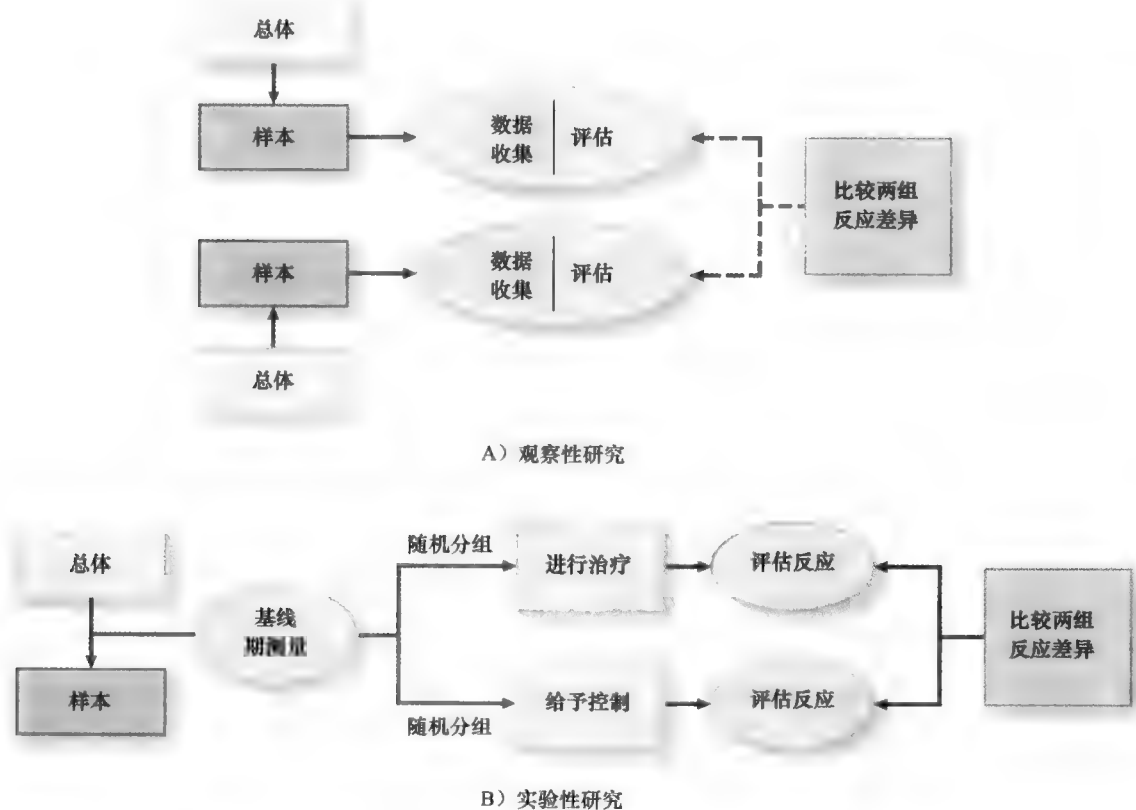 总体
样本
数据
收集
评估
比较两组
反应差异
样本
数据
收集
评估
总体
A）观察性研究
总体
样本
基线
期测量
随机分组
进行治疗
评估反应
随机分组
给予控制
评估反应
比较两组
反应差异
B）实验性研究